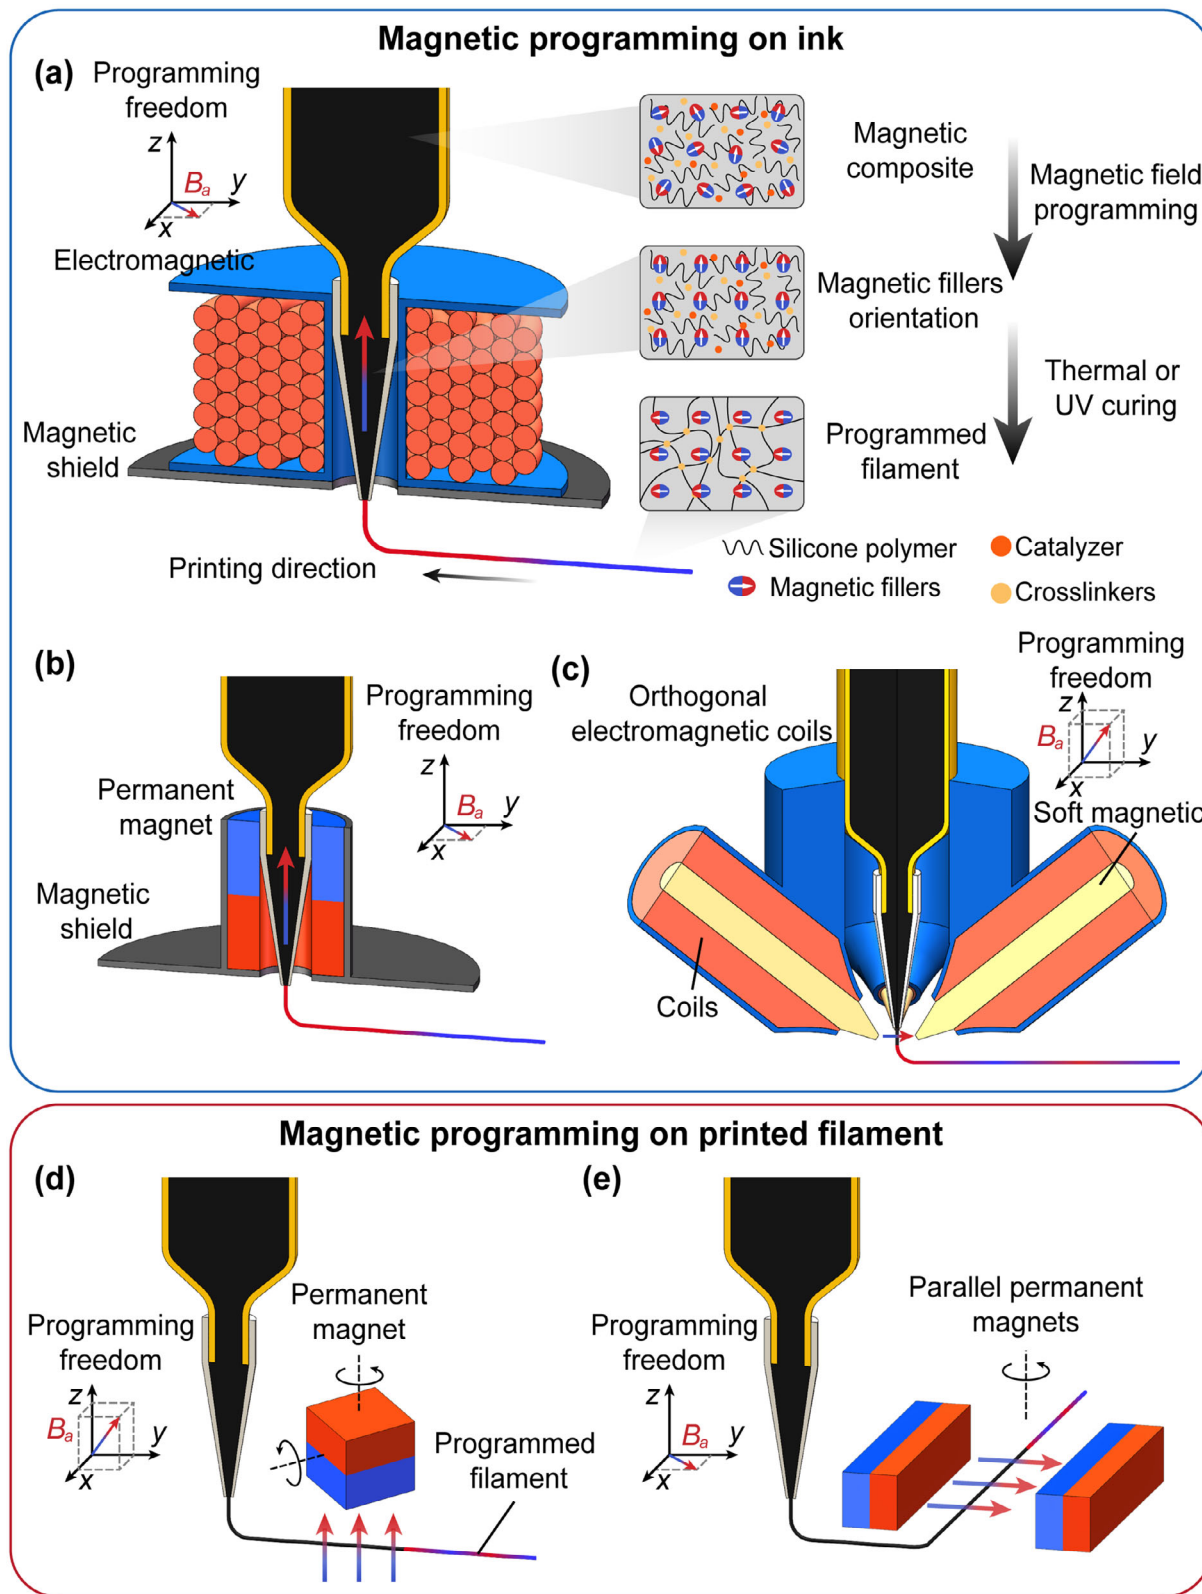 Magnetic programming on ink
(a)
Programming
freedom
z
y
x
Ba
Electromagnetic
Magnetic
shield
Printing direction
Magnetic
composite
Magnetic field
programming
Magnetic fillers
orientation
Thermal or
UV curing
Programmed
filament
Silicone polymer
Catalyzer
Magnetic fillers
Crosslinkers
(b)
Programming
freedom
z
y
x
Ba
Permanent
magnet
Magnetic
shield
(c)
Orthogonal
electromagnetic coils
Programming
freedom
z
Ba
y
x
Soft magnetic
Coils
Magnetic programming on printed filament
(d)
Programming
freedom
z
Ba
y
x
Permanent
magnet
Programmed
filament
(e)
Programming
freedom
z
Ba
y
x
Parallel permanent
magnets